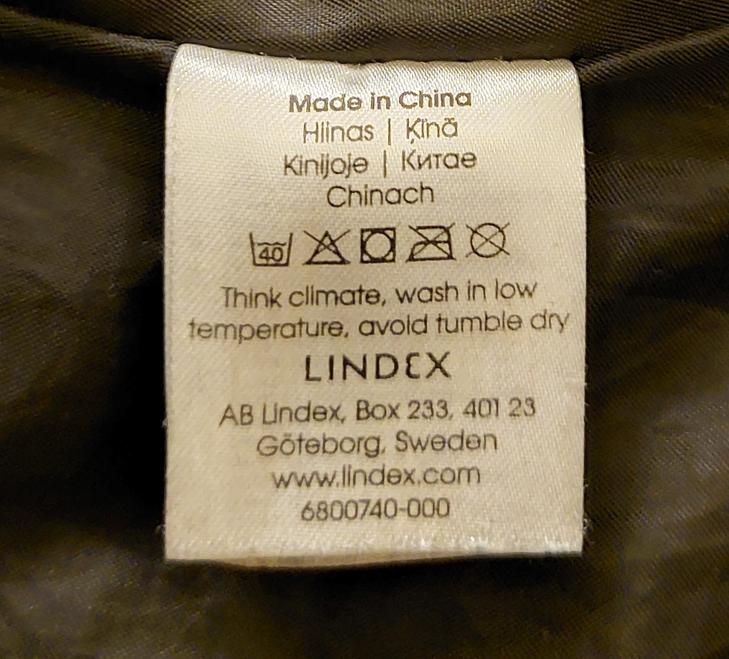 Made in China
Hiinas | Ķīnā
Kinijoje | Китае
Chinach
40
Think climate, wash in low
temperature, avoid tumble dry
LINDEX
AB Lindex, Box 233, 401 23
Göteborg, Sweden
www.lindex.com
6800740-000